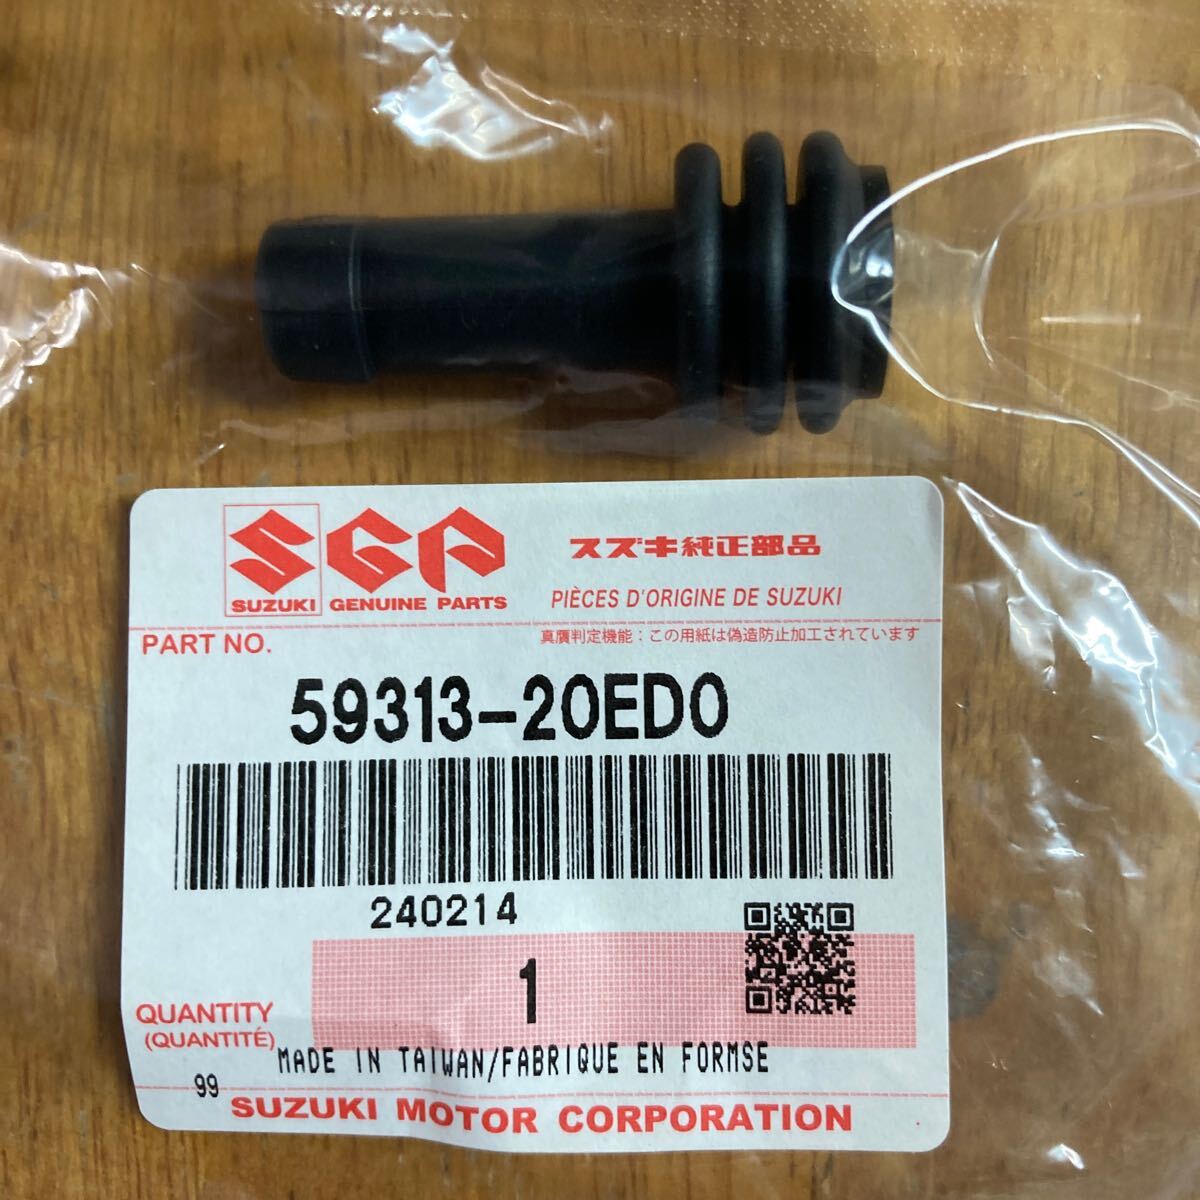 SGP
スズキ純正部品
SUZUKI GENUINE PARTS
PIÈCES D'ORIGINE DE SUZUKI
PART NO.
真贋判定機能：この用紙は偽造防止加工されています
59313-20ED0
240214
1
QUANTITY
(QUANTITÉ)
MADE IN TAIWAN/FABRIQUE EN FORMSE
99
SUZUKI MOTOR CORPORATION